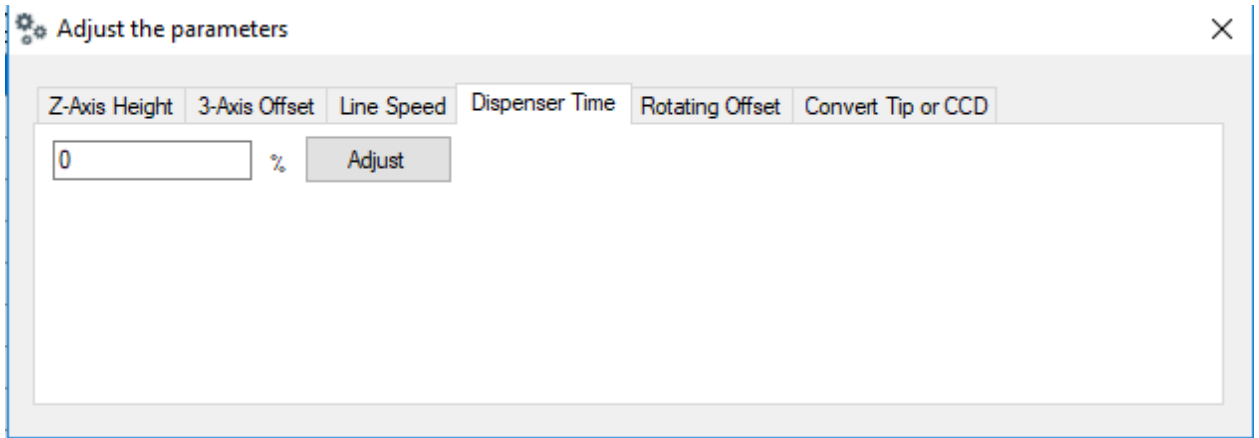 Adjust the parameters
Z-Axis Height 3-Axis Offset Line Speed Dispenser Time Rotating Offset Convert Tip or CCD
0 % Adjust